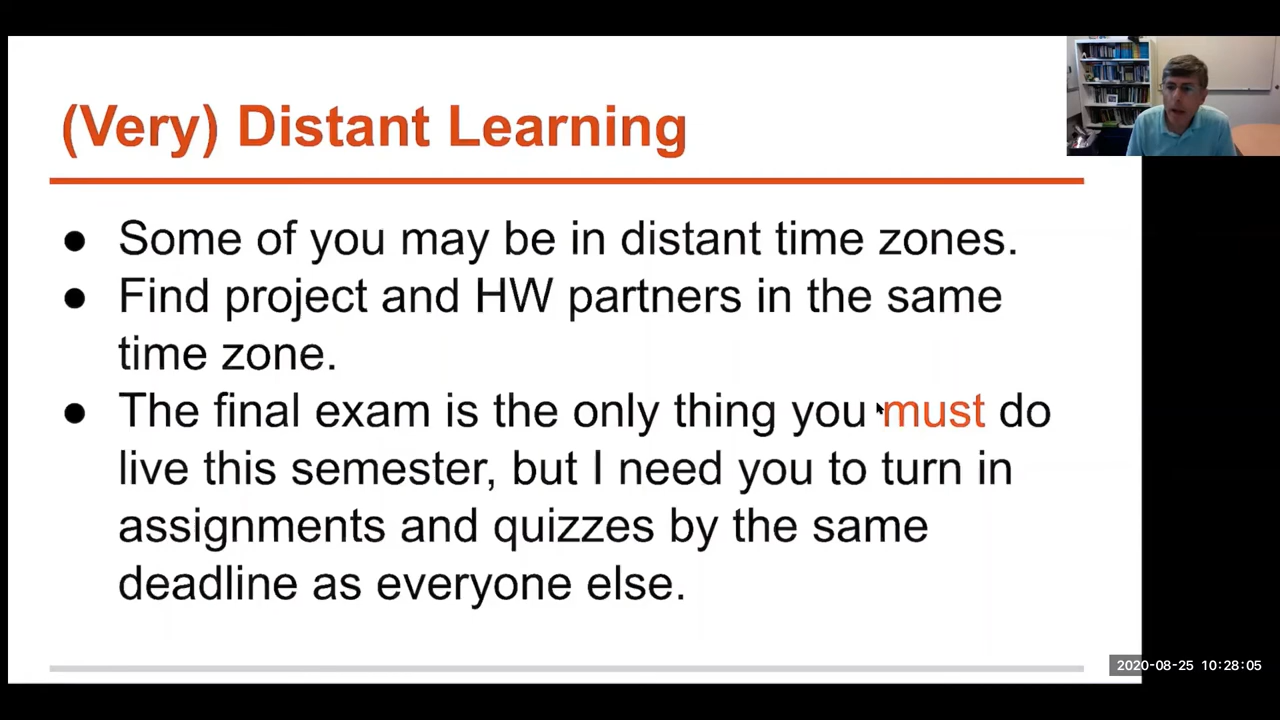 (Very) Distant Learning
● Some of you may be in distant time zones.
● Find project and HW partners in the same
time zone.
● The final exam is the only thing you must do
live this semester, but I need you to turn in
assignments and quizzes by the same
deadline as everyone else.
2020-08-25 10:28:05